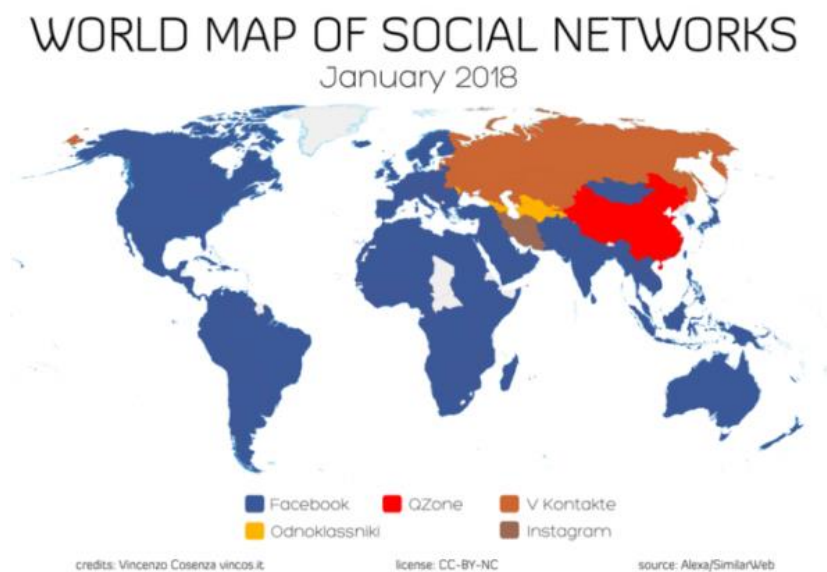 WORLD MAP OF SOCIAL NETWORKS
January 2018
Facebook QZone V Kontakte
Odnoklassniki Instagram
credits: Vincenzo Cosenza vincos.it license: CC-BY-NC source: Alexa/SimilarWeb